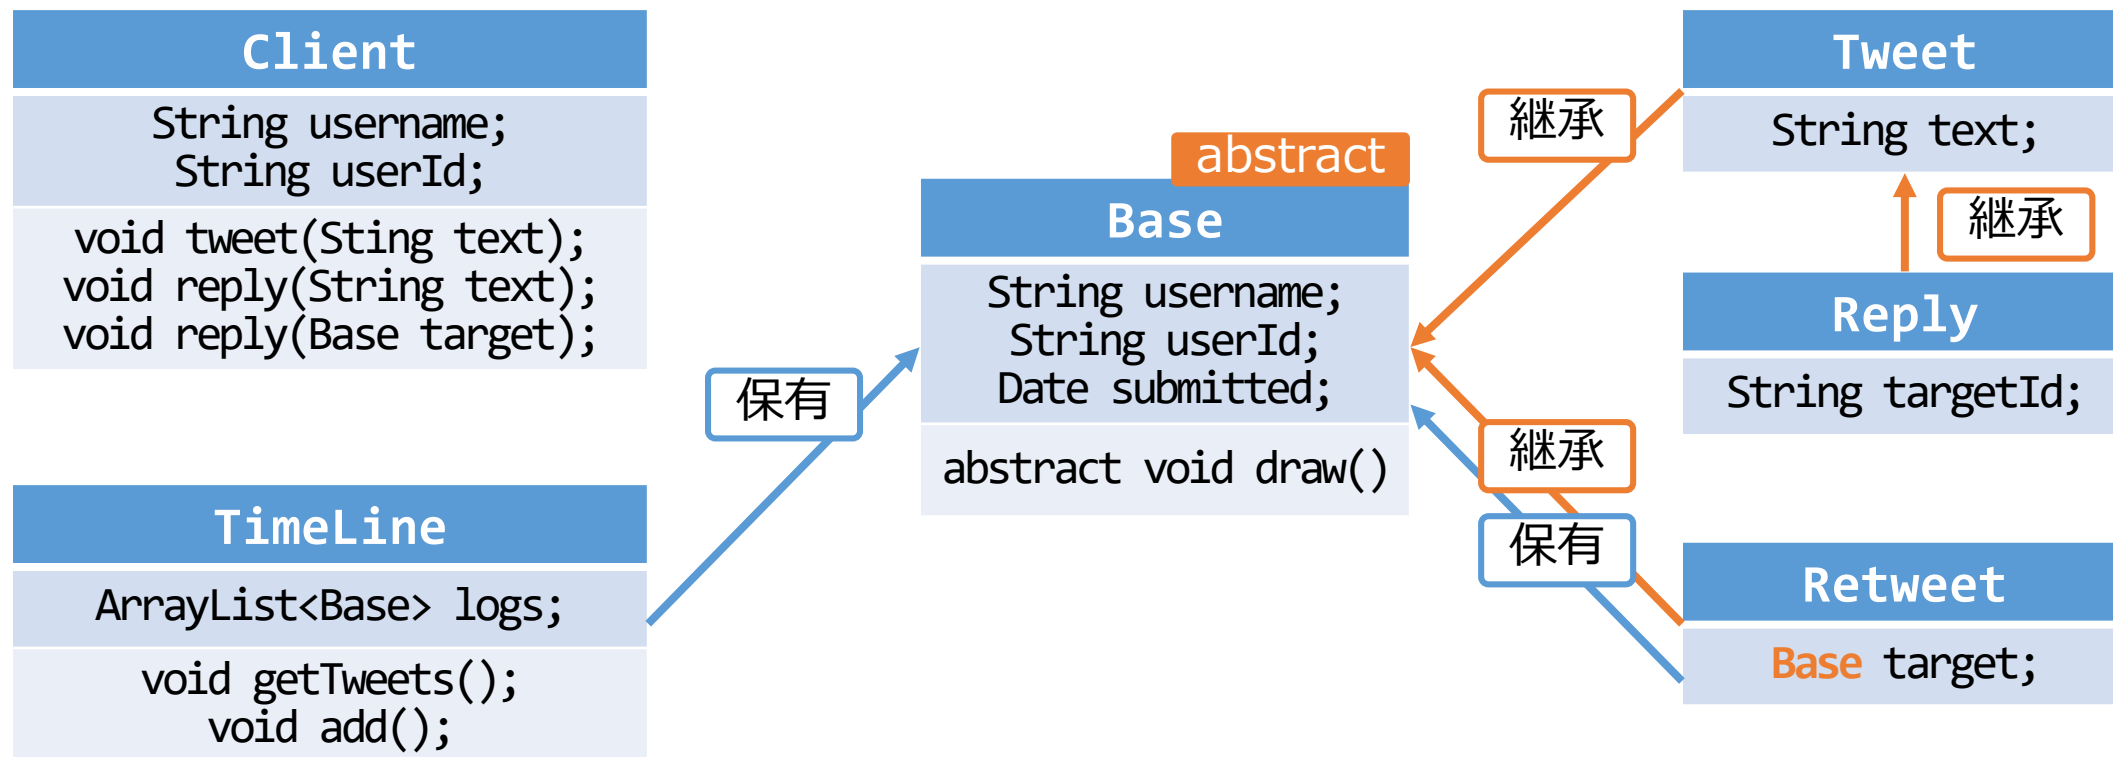 Client
String username;
String userId;
void tweet(Sting text);
void reply(String text);
void reply(Base target);
TimeLine
ArrayList<Base> logs;
void getTweets();
void add();
保有
abstract
Base
String username;
String userId;
Date submitted;
abstract void draw()
継承
継承
保有
Tweet
String text;
継承
Reply
String targetId;
Retweet
Base target;